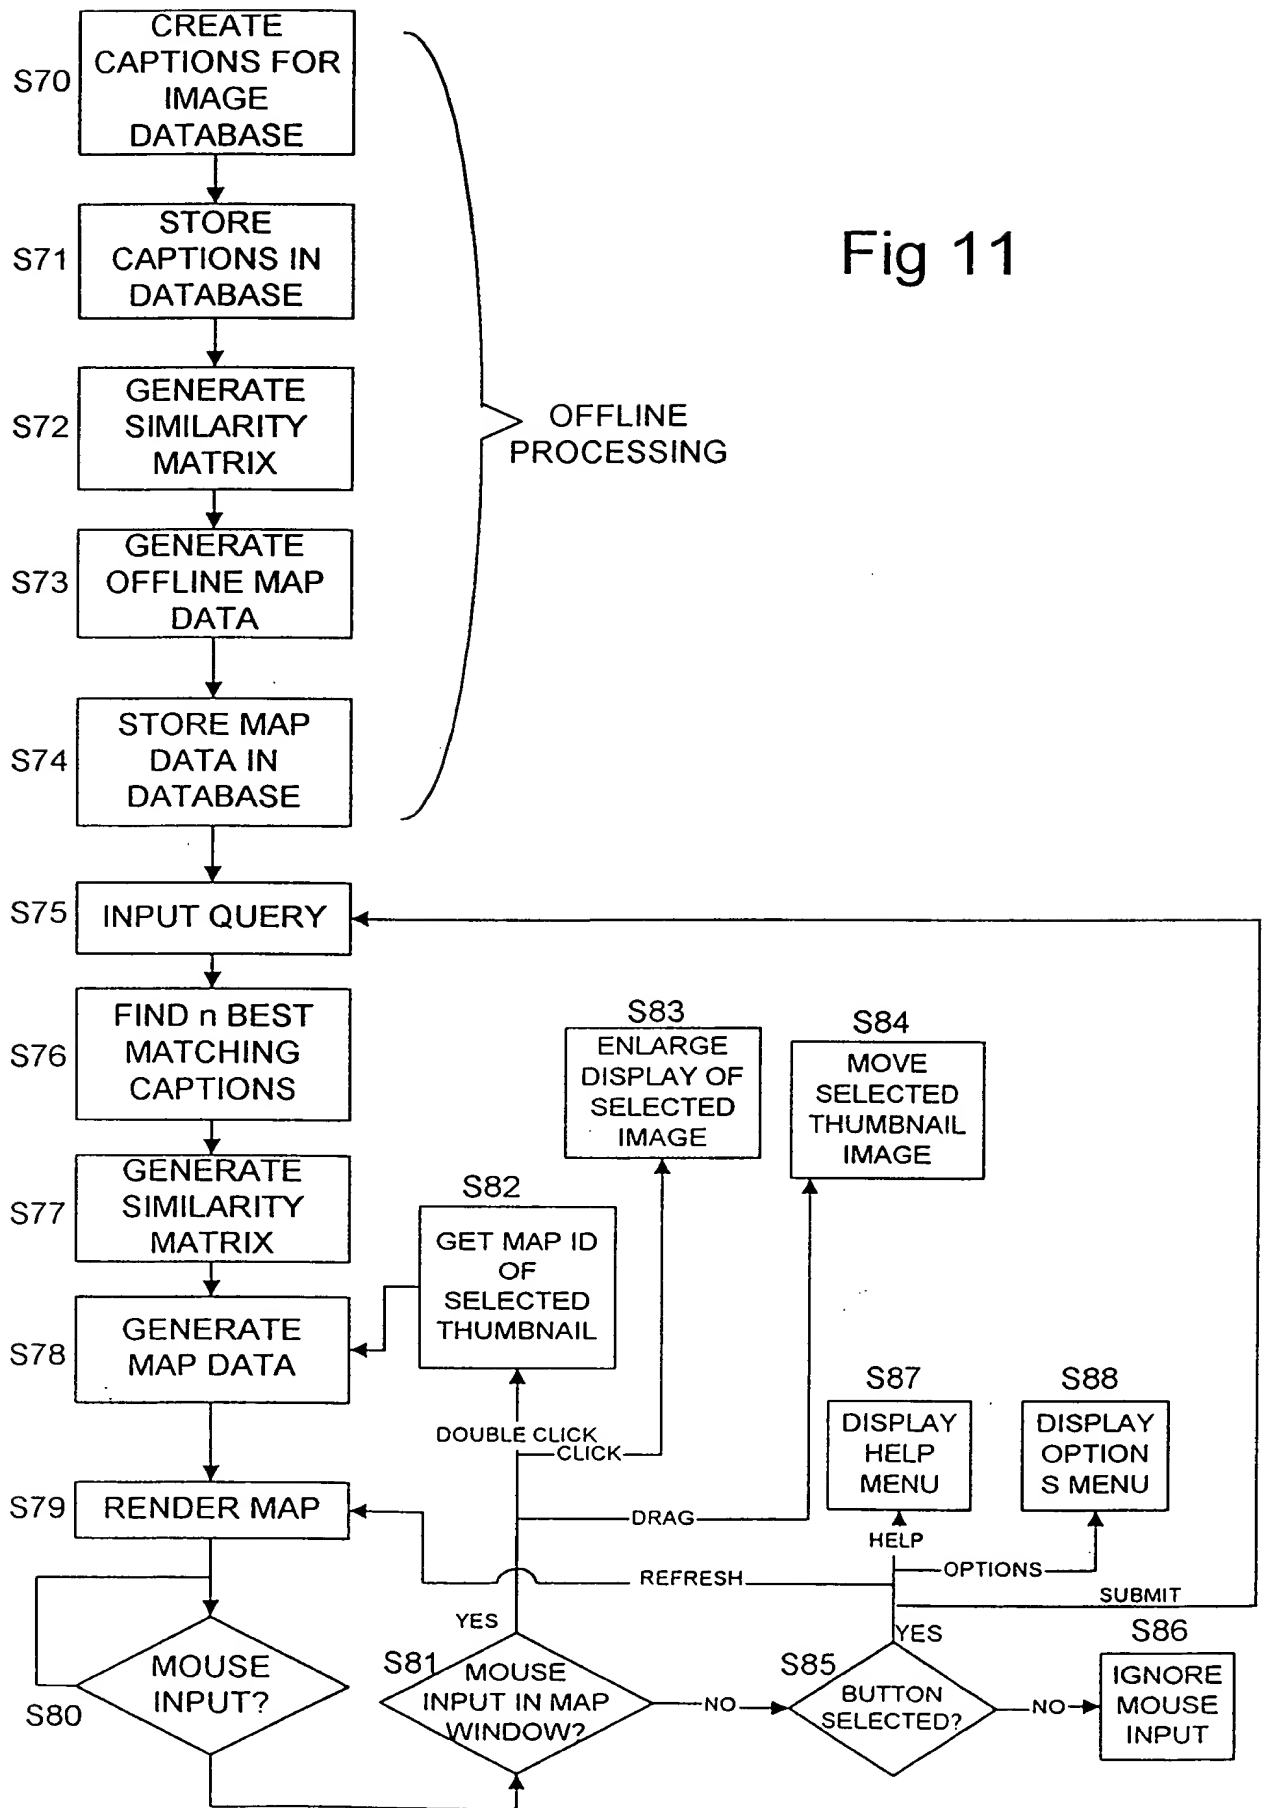 CREATE
CAPTIONS FOR
IMAGE
DATABASE
S70
STORE
CAPTIONS IN
DATABASE
S71
Fig 11
GENERATE
SIMILARITY
MATRIX
S72
OFFLINE
PROCESSING
GENERATE
OFFLINE MAP
DATA
S73
STORE MAP
DATA IN
DATABASE
S74
S75
INPUT QUERY
FIND n BEST
MATCHING
CAPTIONS
S76
S83
ENLARGE
DISPLAY OF
SELECTED
IMAGE
S84
MOVE
SELECTED
THUMBNAIL
IMAGE
GENERATE
SIMILARITY
MATRIX
S77
S82
GET MAP ID
OF
SELECTED
THUMBNAIL
GENERATE
MAP DATA
S78
DOUBLE CLICK
CLICK
S87
DISPLAY
HELP
MENU
S88
DISPLAY
OPTION
S MENU
S79
RENDER MAP
DRAG
HELP
OPTIONS
REFRESH
SUBMIT
MOUSE
INPUT?
S80
YES
S81
MOUSE
INPUT IN MAP
WINDOW?
NO
YES
S85
BUTTON
SELECTED?
NO
S86
IGNORE
MOUSE
INPUT